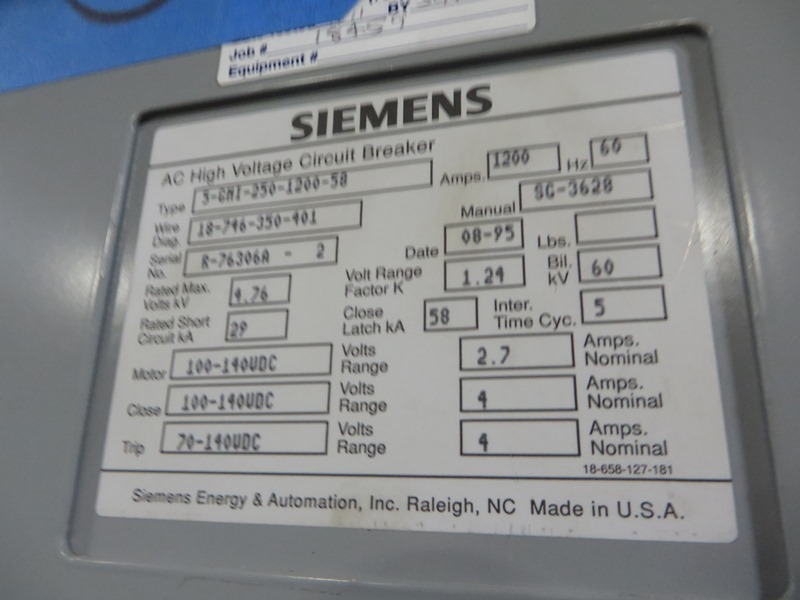 BY
Job # 18457
Equipment #
SIEMENS
AC High Voltage Circuit Breaker
Type 5-GMI-250-1200-58 Amps. 1200 Hz 60
Wire Diag. 18-746-350-401 Manual SG-3628
Serial No. R-76306A - 2 Date 08-95 Lbs.
Rated Max. Volts kV 4.76 Volt Range Factor K 1.24 Bil. kV 60
Rated Short Circuit kA 29 Close Latch kA 58 Inter. Time Cyc. 5
Motor 100-140VDC Volts Range 2.7 Amps. Nominal
Close 100-140VDC Volts Range 4 Amps. Nominal
Trip 70-140VDC Volts Range 4 Amps. Nominal
18-658-127-181
Siemens Energy & Automation, Inc. Raleigh, NC Made in U.S.A.